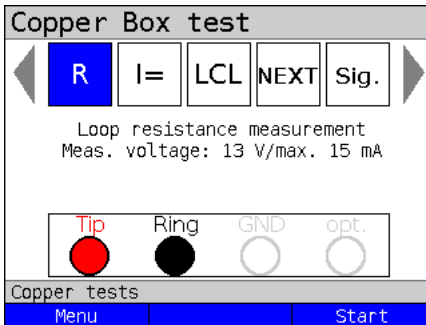 Copper Box test
R I= LCL NEXT Sig.
Loop resistance measurement
Meas. voltage: 13 V/max. 15 mA
Tip Ring GND opt.
Copper tests
Menu Start